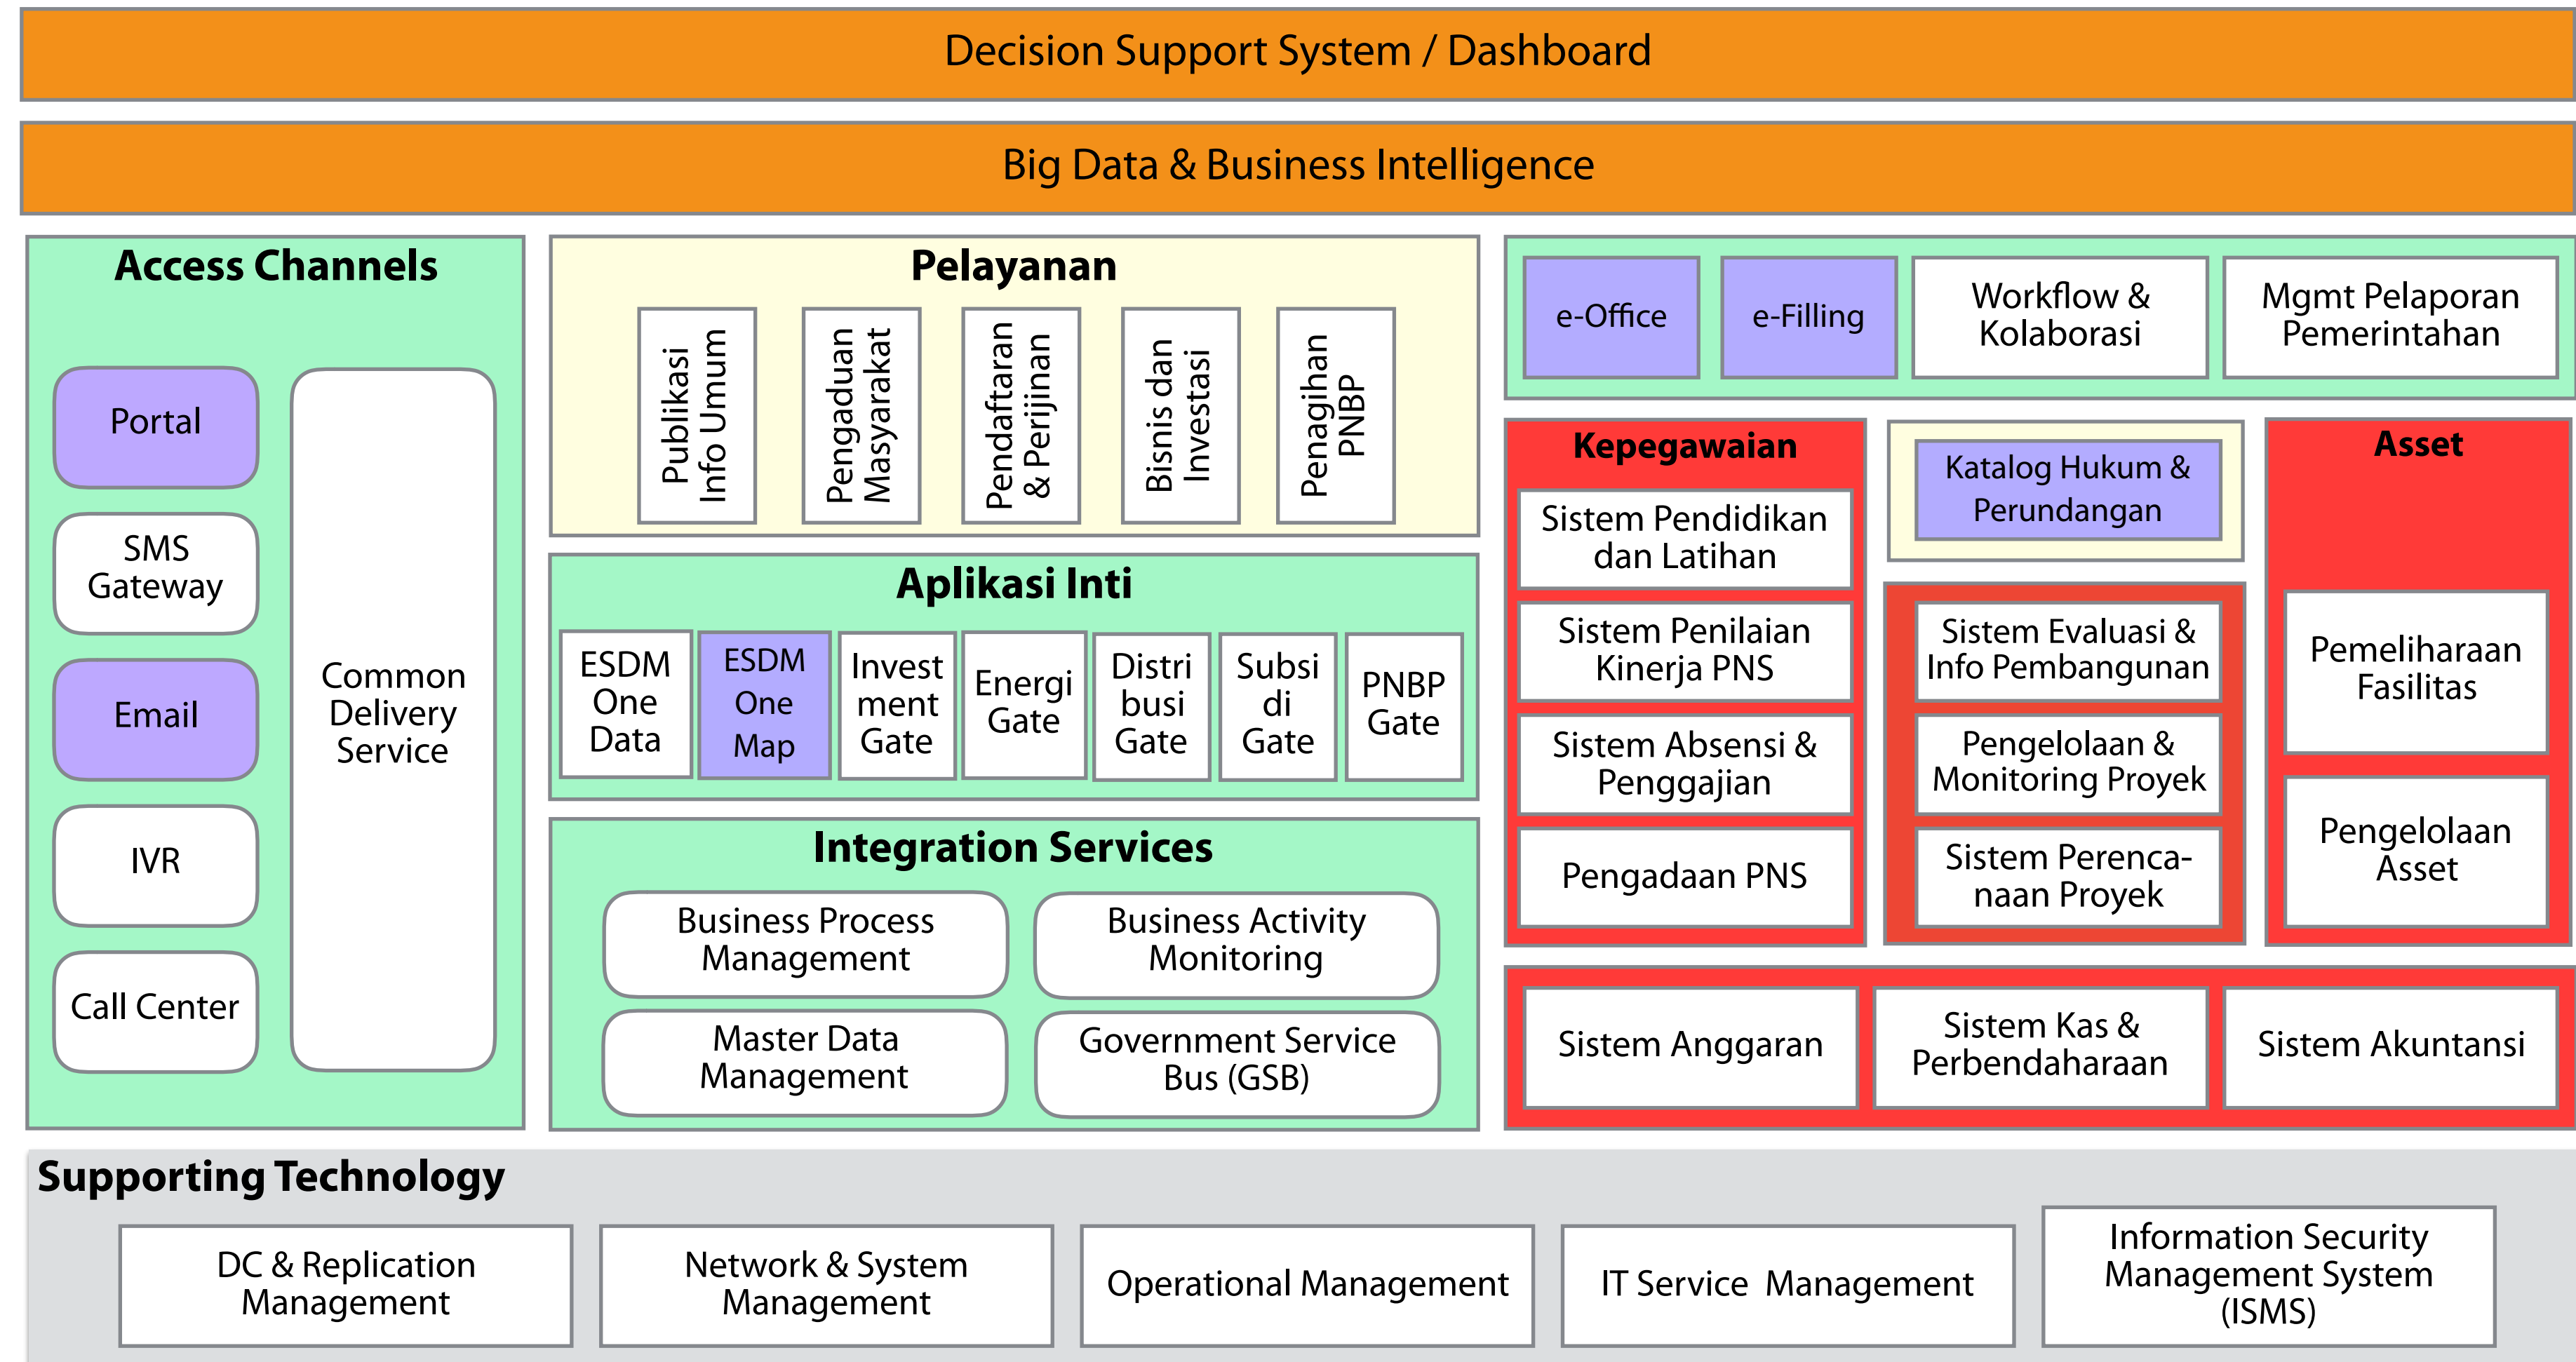 Decision Support System / Dashboard
Big Data & Business Intelligence
Access Channels
Portal
SMS
Gateway
Email
IVR
Call Center
Common
Delivery
Service
Pelayanan
Publikasi
Info Umum
Pengaduan
Masyarakat
Pendaftaran
& Perijinan
Bisnis dan
Investasi
Penagihan
PNBP
Aplikasi Inti
ESDM
One
Data
ESDM
One
Map
Invest
ment
Gate
Energi
Gate
Distri
busi
Gate
Subsi
di
Gate
PNBP
Gate
Integration Services
Business Process
Management
Business Activity
Monitoring
Master Data
Management
Government Service
Bus (GSB)
e-Office
e-Filling
Workflow &
Kolaborasi
Mgmt Pelaporan
Pemerintahan
Kepegawaian
Sistem Pendidikan
dan Latihan
Sistem Penilaian
Kinerja PNS
Sistem Absensi &
Penggajian
Pengadaan PNS
Katalog Hukum &
Perundangan
Sistem Evaluasi &
Info Pembangunan
Pengelolaan &
Monitoring Proyek
Sistem Perenca-
naan Proyek
Asset
Pemeliharaan
Fasilitas
Pengelolaan
Asset
Sistem Anggaran
Sistem Kas &
Perbendaharaan
Sistem Akuntansi
Supporting Technology
DC & Replication
Management
Network & System
Management
Operational Management
IT Service  Management
Information Security
Management System
(ISMS)